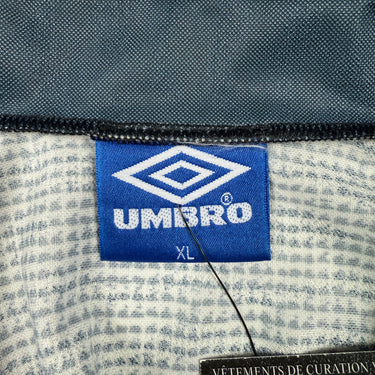 ®
UMBRO
XL
VÊTEMENTS DE CURATION